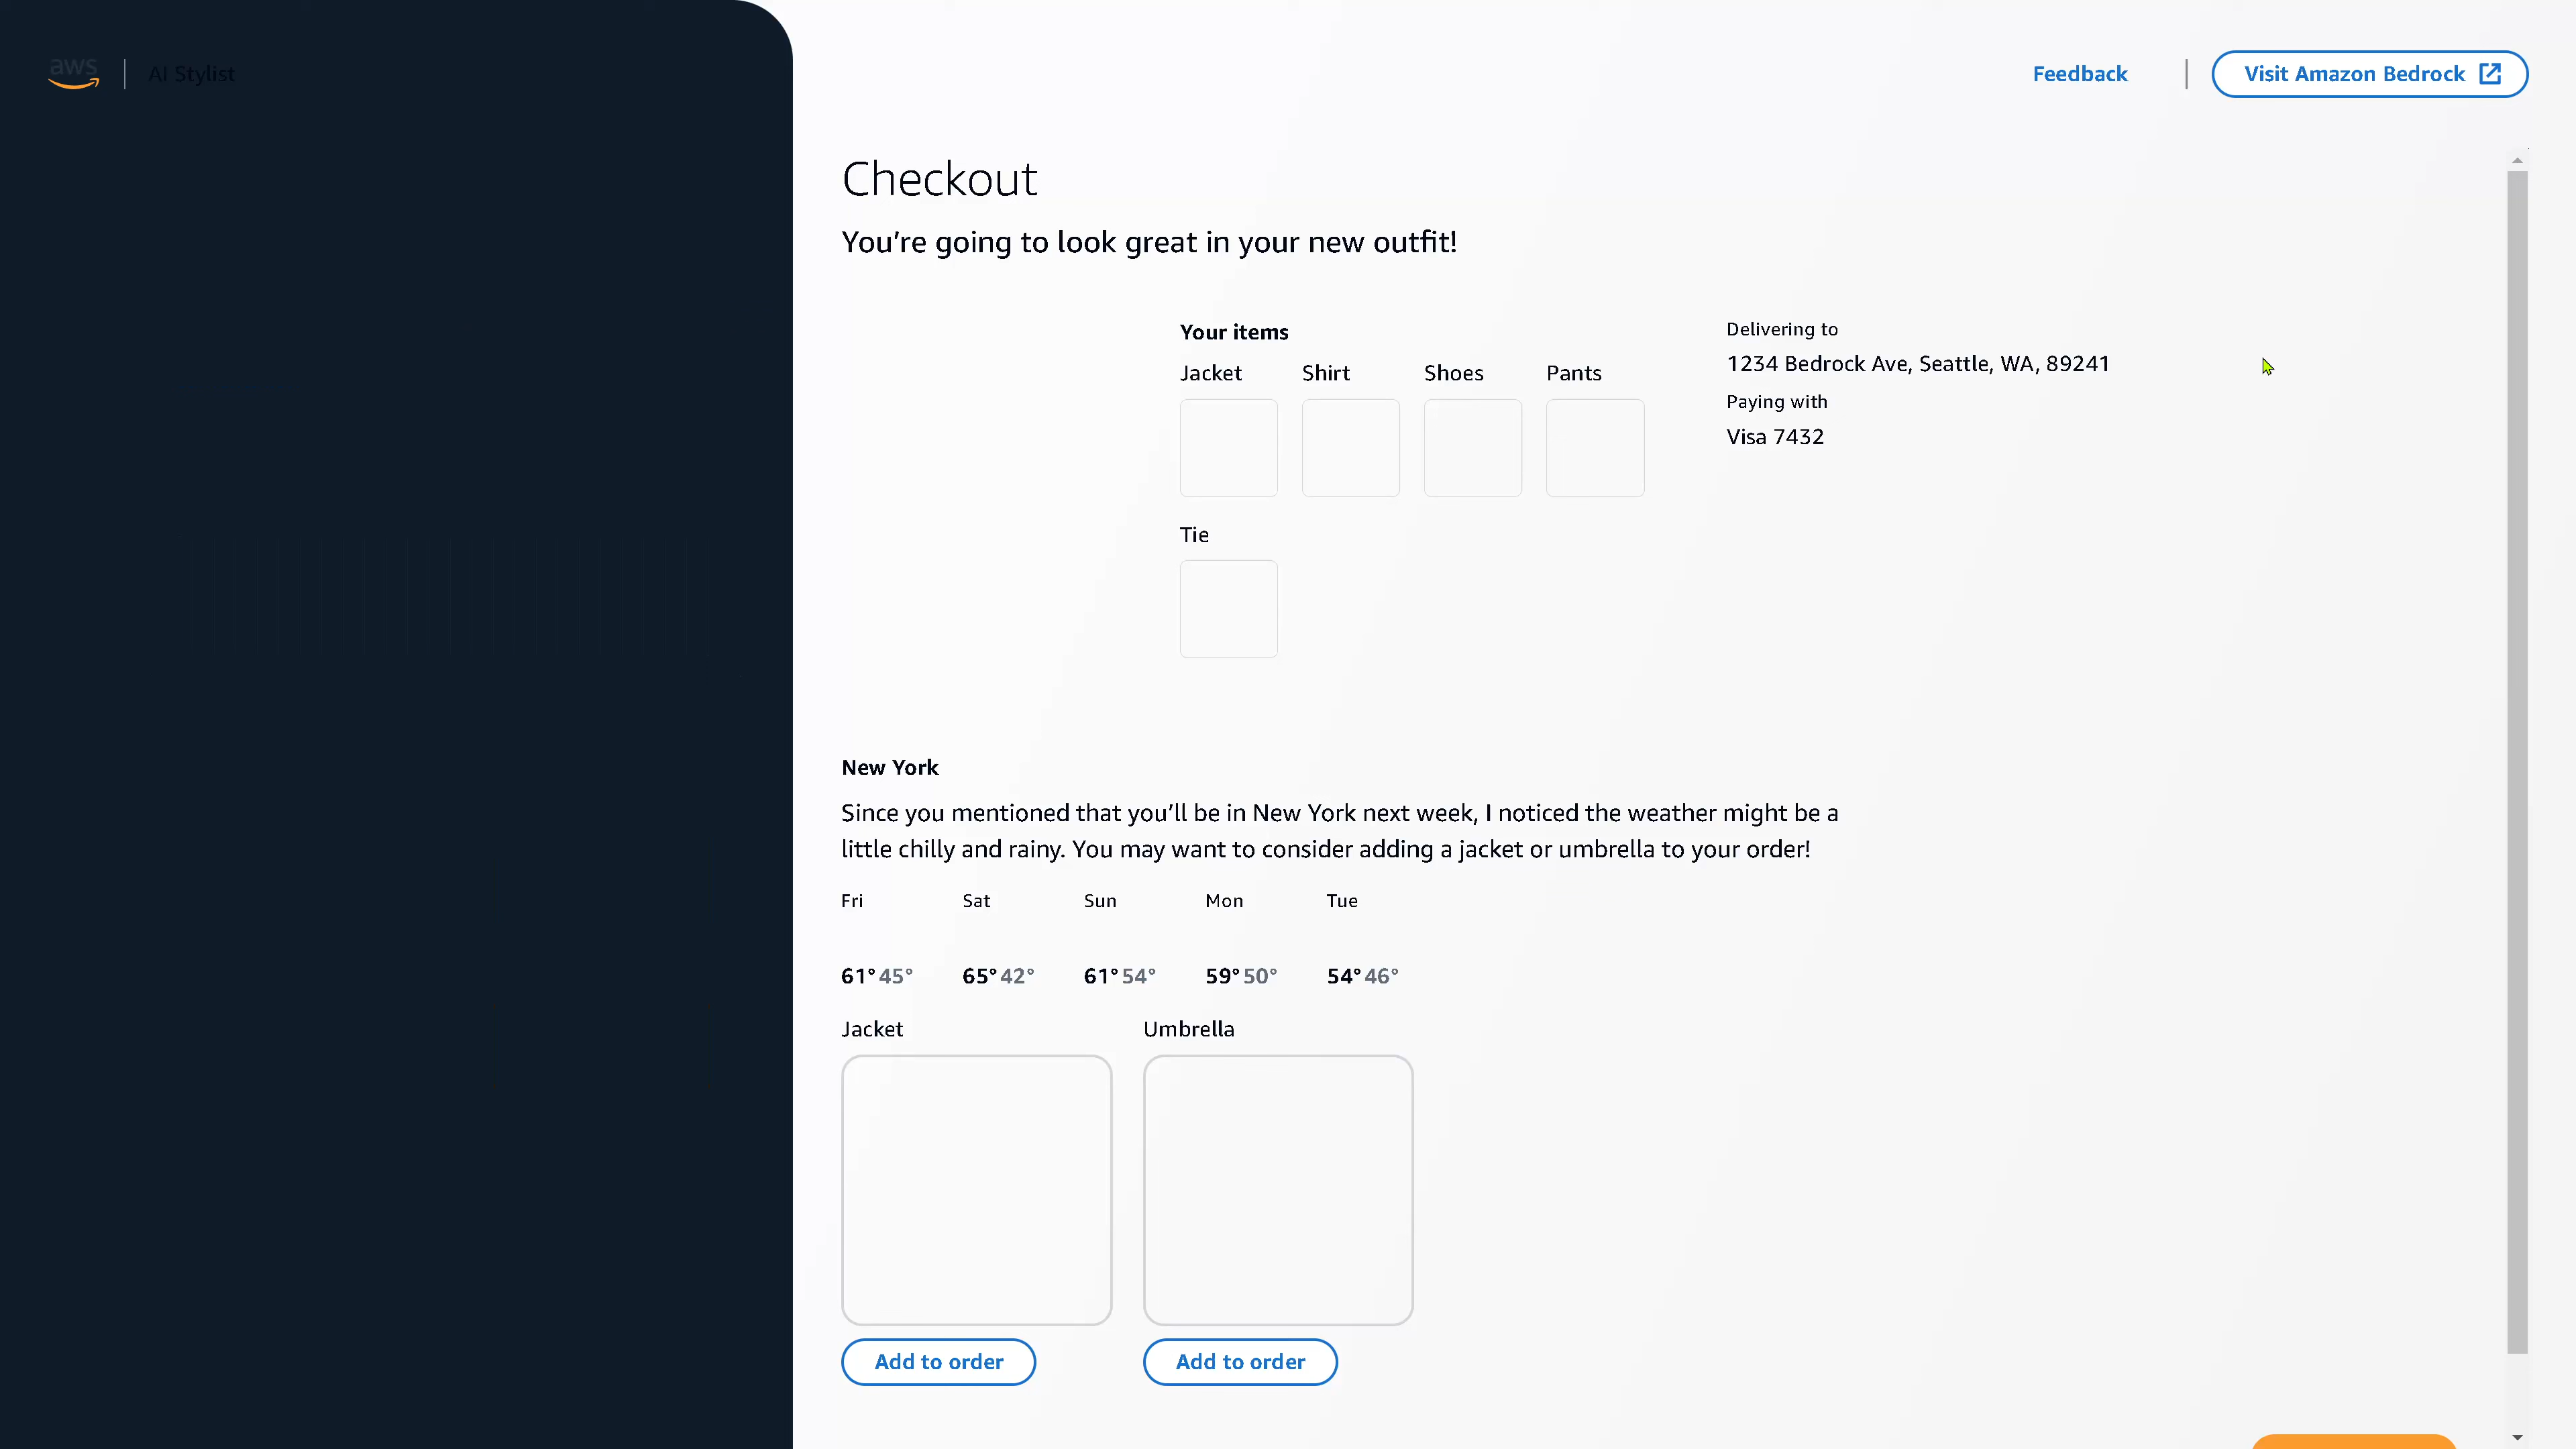 aws
AI Stylist
Feedback
Visit Amazon Bedrock
Checkout
You're going to look great in your new outfit!
Your items
Jacket Shirt Shoes Pants
Tie
Delivering to
1234 Bedrock Ave, Seattle, WA, 89241
Paying with
Visa 7432
New York
Since you mentioned that you'll be in New York next week, I noticed the weather might be a
little chilly and rainy. You may want to consider adding a jacket or umbrella to your order!
Fri Sat Sun Mon Tue
61° 45° 65° 42° 61° 54° 59° 50° 54° 46°
Jacket Umbrella
Add to order Add to order